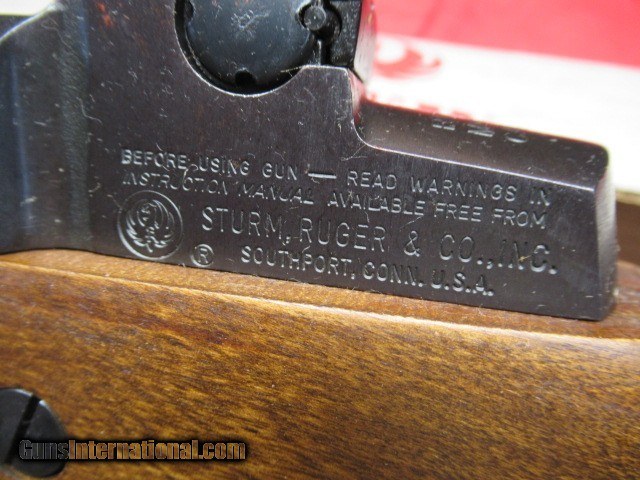 BEFORE USING GUN — READ WARNINGS IN
INSTRUCTION MANUAL AVAILABLE FREE FROM
STURM, RUGER & CO., INC.
® SOUTHPORT, CONN. U.S.A.
GunsInternational.com